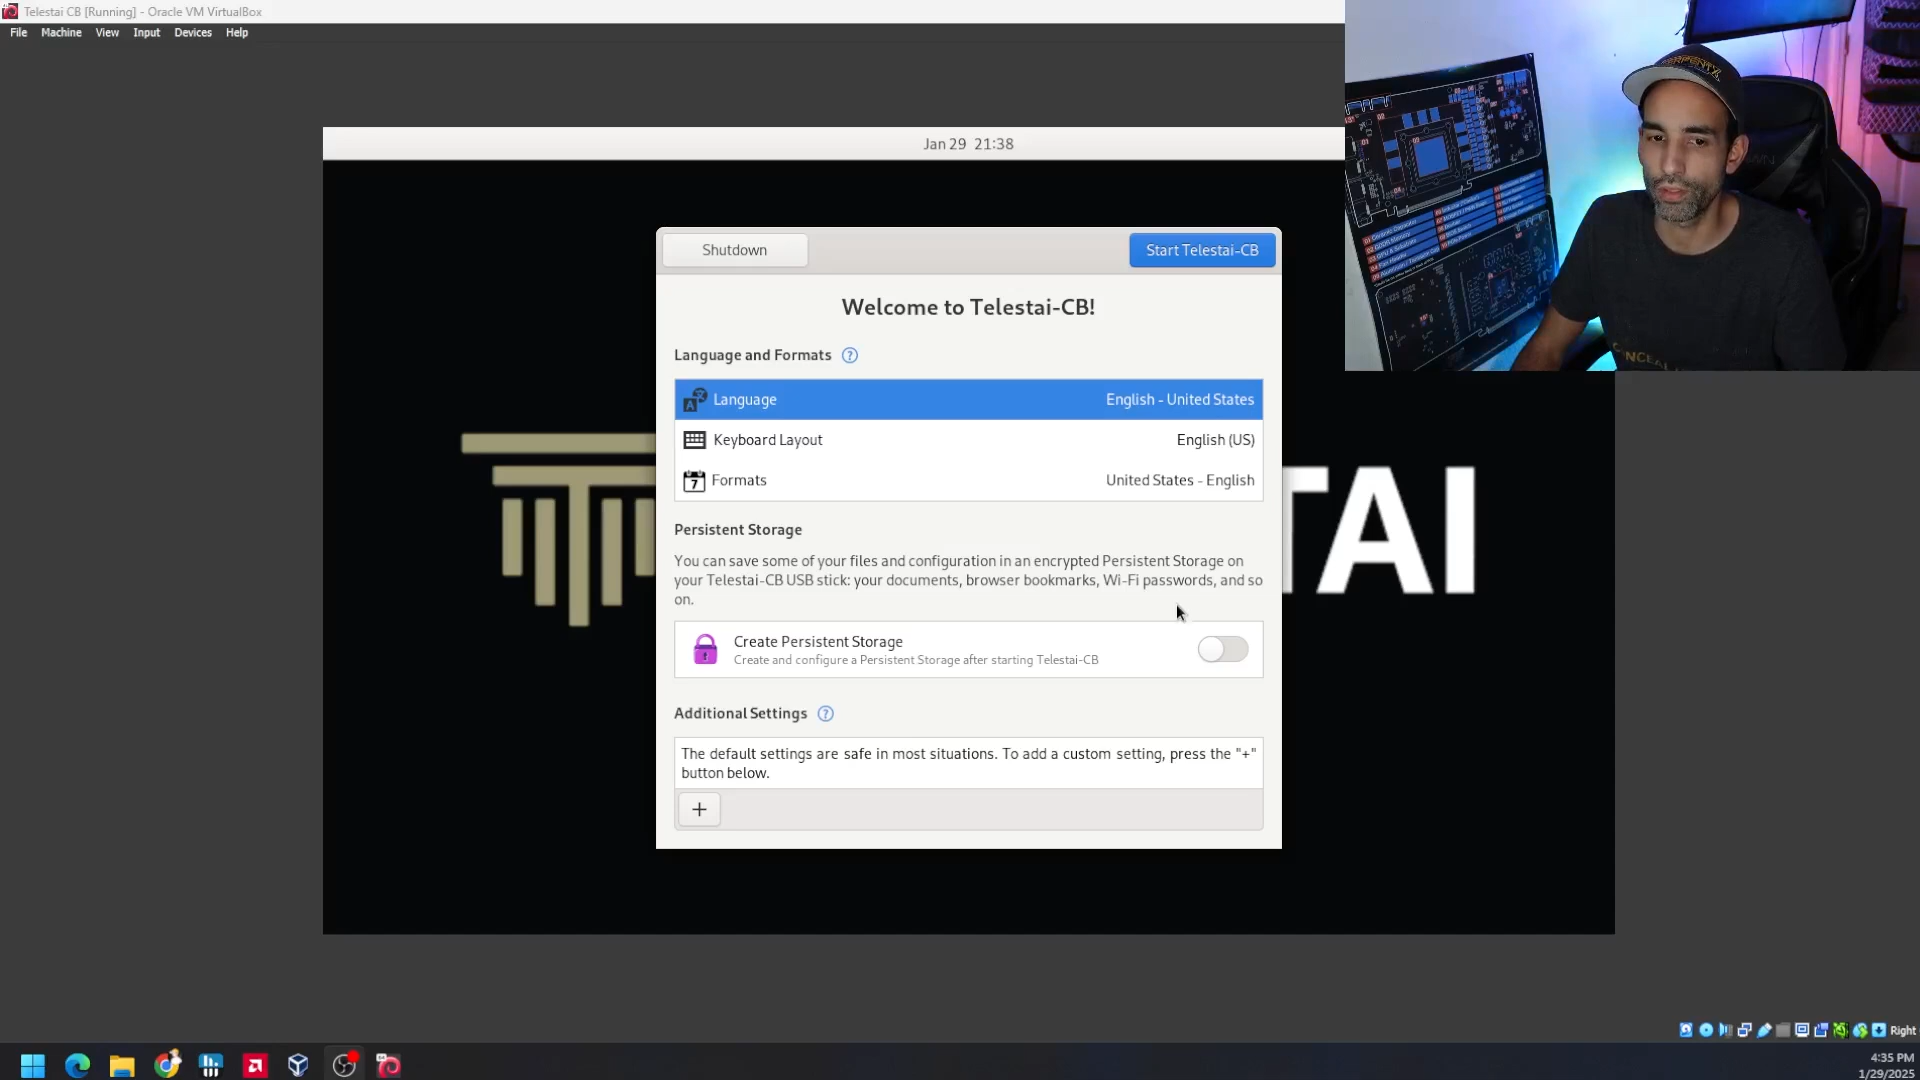 Telestai CB [Running] - Oracle VM VirtualBox
File Machine View Input Devices Help
Jan 29 21:38
Shutdown
Start Telestai-CB
Welcome to Telestai-CB!
Language and Formats ?
Language English - United States
Keyboard Layout English (US)
7 Formats United States - English
Persistent Storage
You can save some of your files and configuration in an encrypted Persistent Storage on
your Telestai-CB USB stick: your documents, browser bookmarks, Wi-Fi passwords, and so
on.
Create Persistent Storage
Create and configure a Persistent Storage after starting Telestai-CB
Additional Settings ?
The default settings are safe in most situations. To add a custom setting, press the "+"
button below.
+
TAI
Right
4:35 PM
1/29/2025